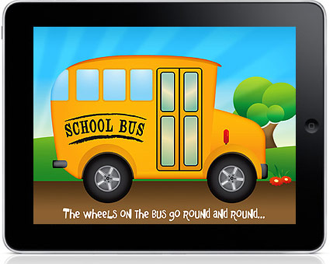 SCHOOL BUS
The wheels on the bus go round and round...